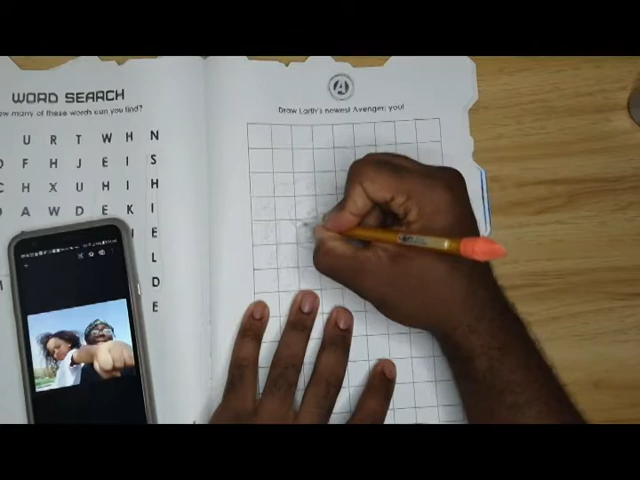 WORD SEARCH
ow many of these words can you find?
U R T W H N
F H J E I S
C H X U H I H
A W D E K I
E
L
D
E
A
Draw Earth's newest Avenger: you!